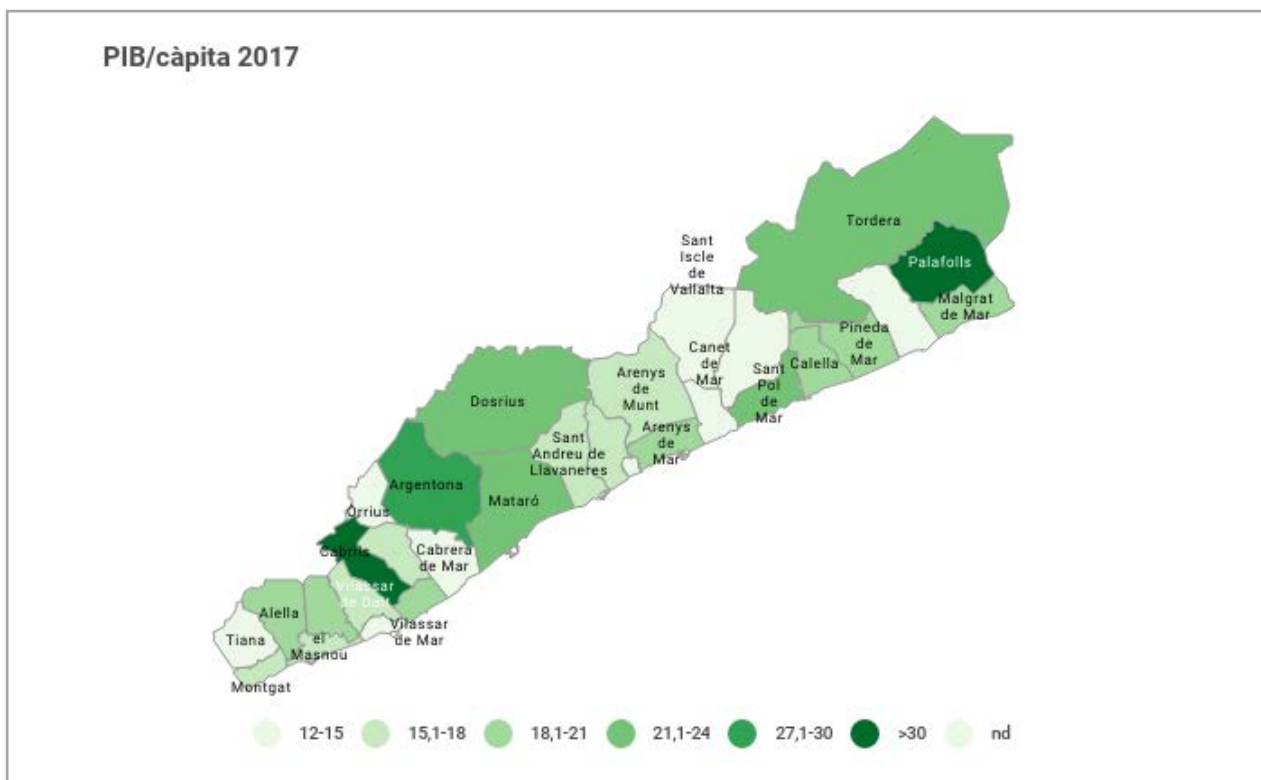 PIB/càpita 2017
Tordera
Sant
Iscle
de
Vallalta
Palafolls
Malgrat
de Mar
Pineda
de
Mar
Canet
de
Mar
Calella
Sant
Pol
de
Mar
Arenys
de
Munt
Dosrius
Arenys
de
Mar
Sant
Andreu de
Llavaneres
Argentona
Mataró
Òrrius
Cabrils
Cabrera
de Mar
Vilassar
de Dalt
Alella
Vilassar
de Mar
Tiana
el
Masnou
Montgat
12-15 15,1-18 18,1-21 21,1-24 27,1-30 >30 nd